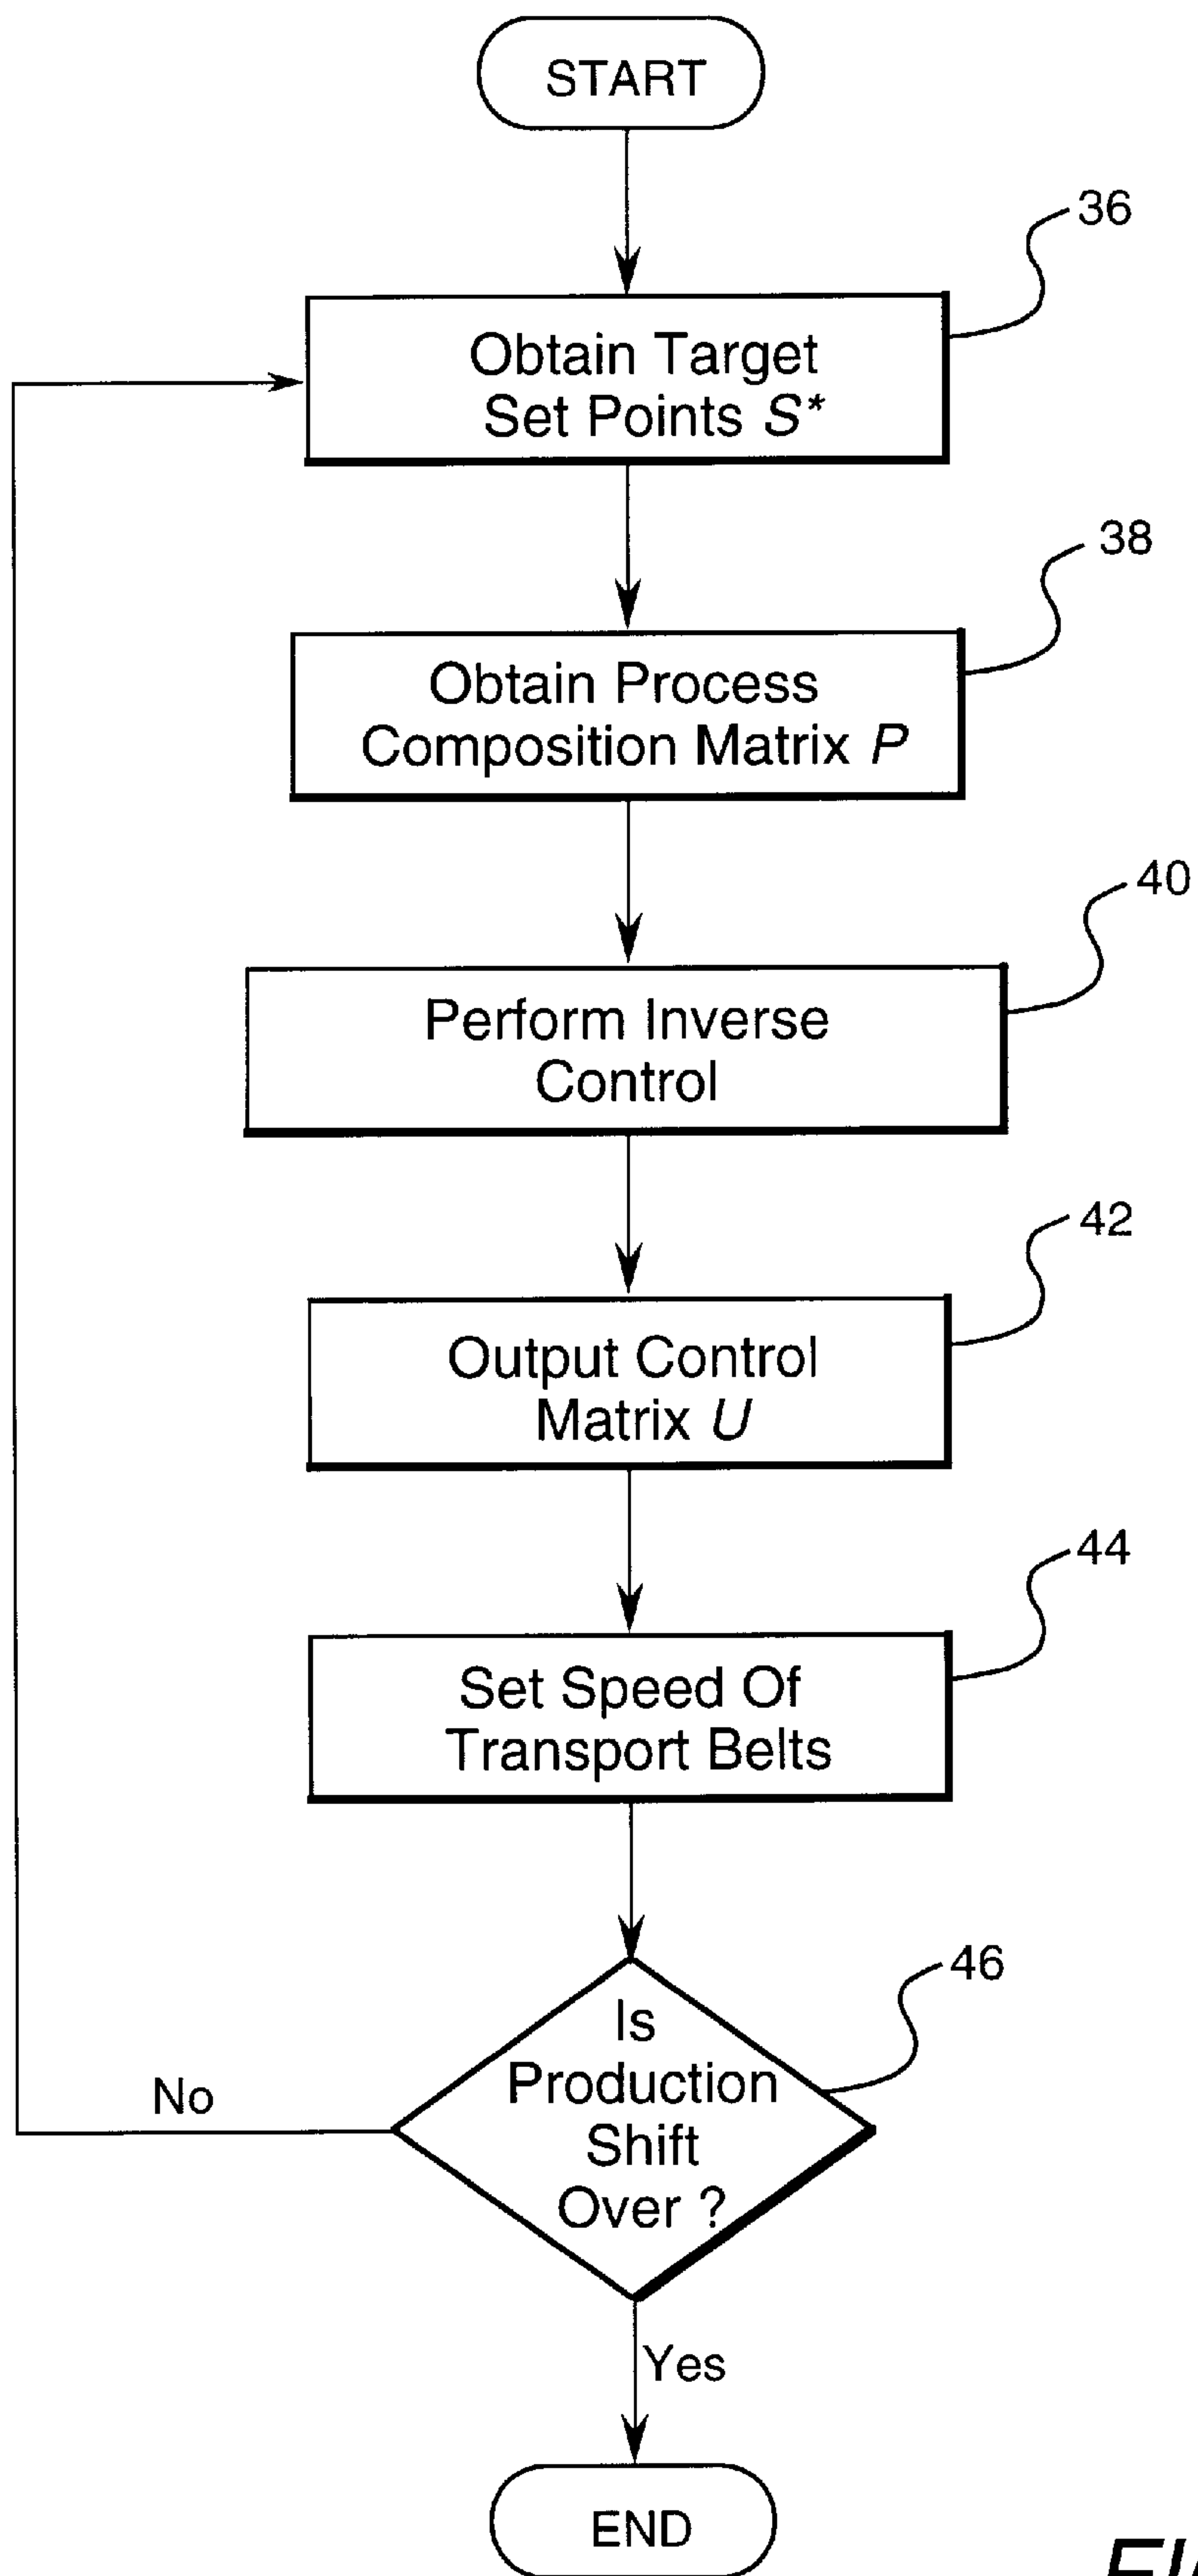 START
36
Obtain Target
Set Points S*
38
Obtain Process
Composition Matrix P
40
Perform Inverse
Control
42
Output Control
Matrix U
44
Set Speed Of
Transport Belts
46
Is
Production
Shift
Over ?
No
Yes
END